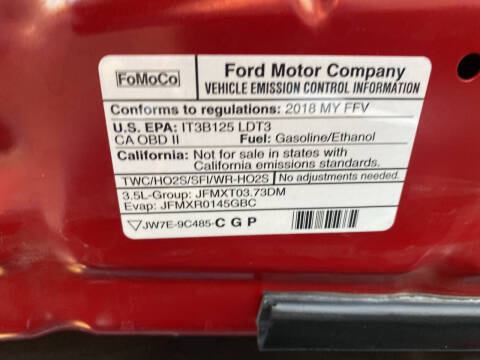 FoMoCo
Ford Motor Company
VEHICLE EMISSION CONTROL INFORMATION
Conforms to regulations: 2018 MY FFV
U.S. EPA: IT3B125 LDT3
CA OBD II Fuel: Gasoline/Ethanol
California: Not for sale in states with
California emissions standards.
TWC/HO2S/SFI/WR-HO2S No adjustments needed.
3.5L-Group: JFMXT03.73DM
Evap: JFMXR0145GBC
JW7E-9C485-C G P